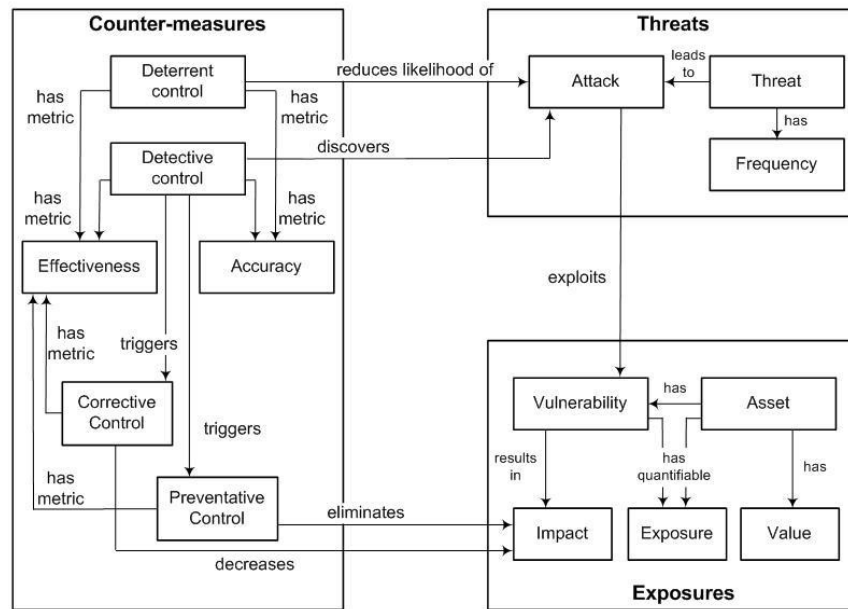 Counter-measures
Deterrent
control
has
metric
has
metric
Detective
control
has
metric
has
metric
Effectiveness
Accuracy
has
metric
triggers
Corrective
Control
triggers
has
metric
Preventative
Control
reduces likelihood of
discovers
eliminates
decreases
Threats
Attack
leads
to
Threat
has
Frequency
exploits
Vulnerability
has
Asset
results
in
has
quantifiable
has
Impact
Exposure
Value
Exposures